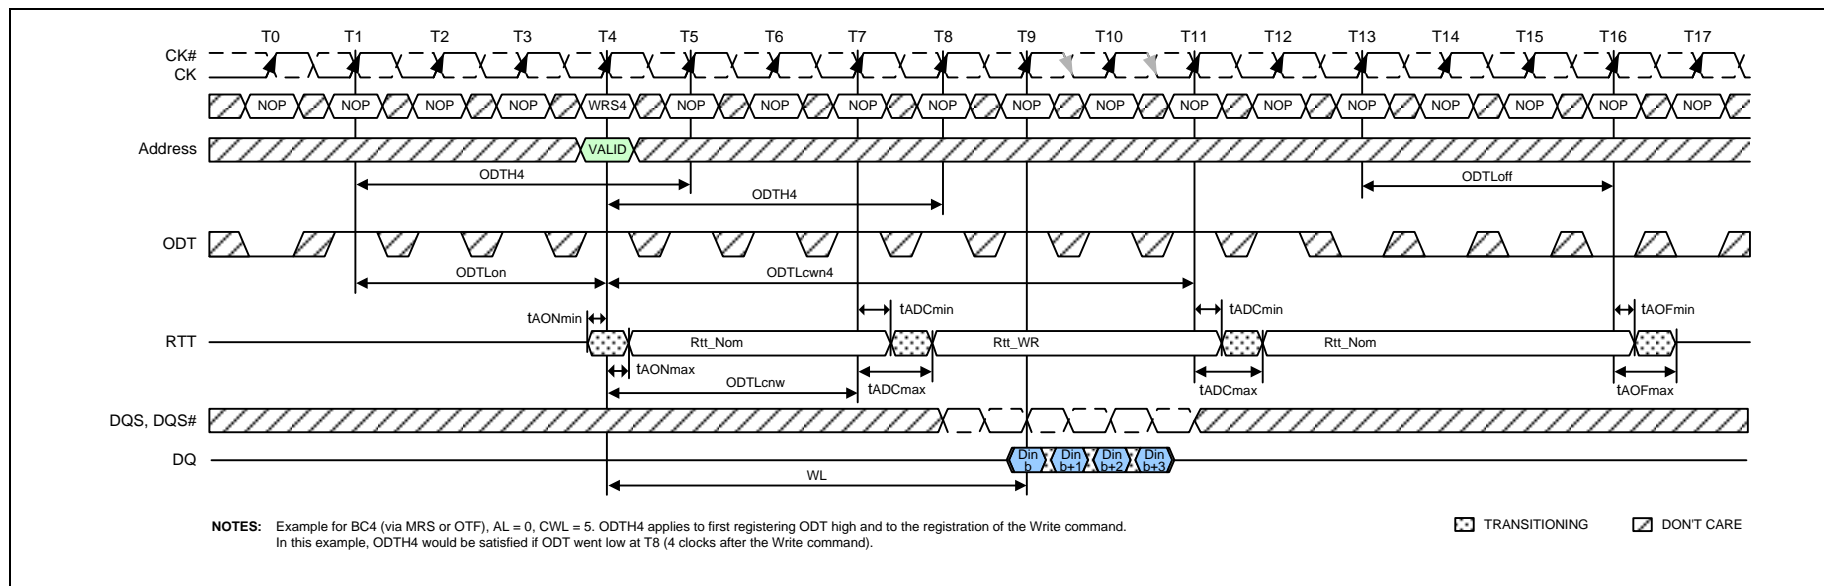 T0 T1 T2 T3 T4 T5 T6 T7 T8 T9 T10 T11 T12 T13 T14 T15 T16 T17
CK#
CK
NOP NOP NOP NOP WRS4 NOP NOP NOP NOP NOP NOP NOP NOP NOP NOP NOP NOP NOP
Address VALID
ODTH4 ODTLoff
ODTH4
ODT
ODTLon ODTLcwn4
tAONmin tADCmin tADCmin tAOFmin
RTT Rtt_Nom Rtt_WR Rtt_Nom
tAONmax
ODTLcnw tADCmax tADCmax tAOFmax
DQS, DQS#
DQ Din b Din b+1 Din b+2 Din b+3
WL
NOTES: Example for BC4 (via MRS or OTF), AL = 0, CWL = 5. ODTH4 applies to first registering ODT high and to the registration of the Write command.
In this example, ODTH4 would be satisfied if ODT went low at T8 (4 clocks after the Write command).
TRANSITIONING DON'T CARE